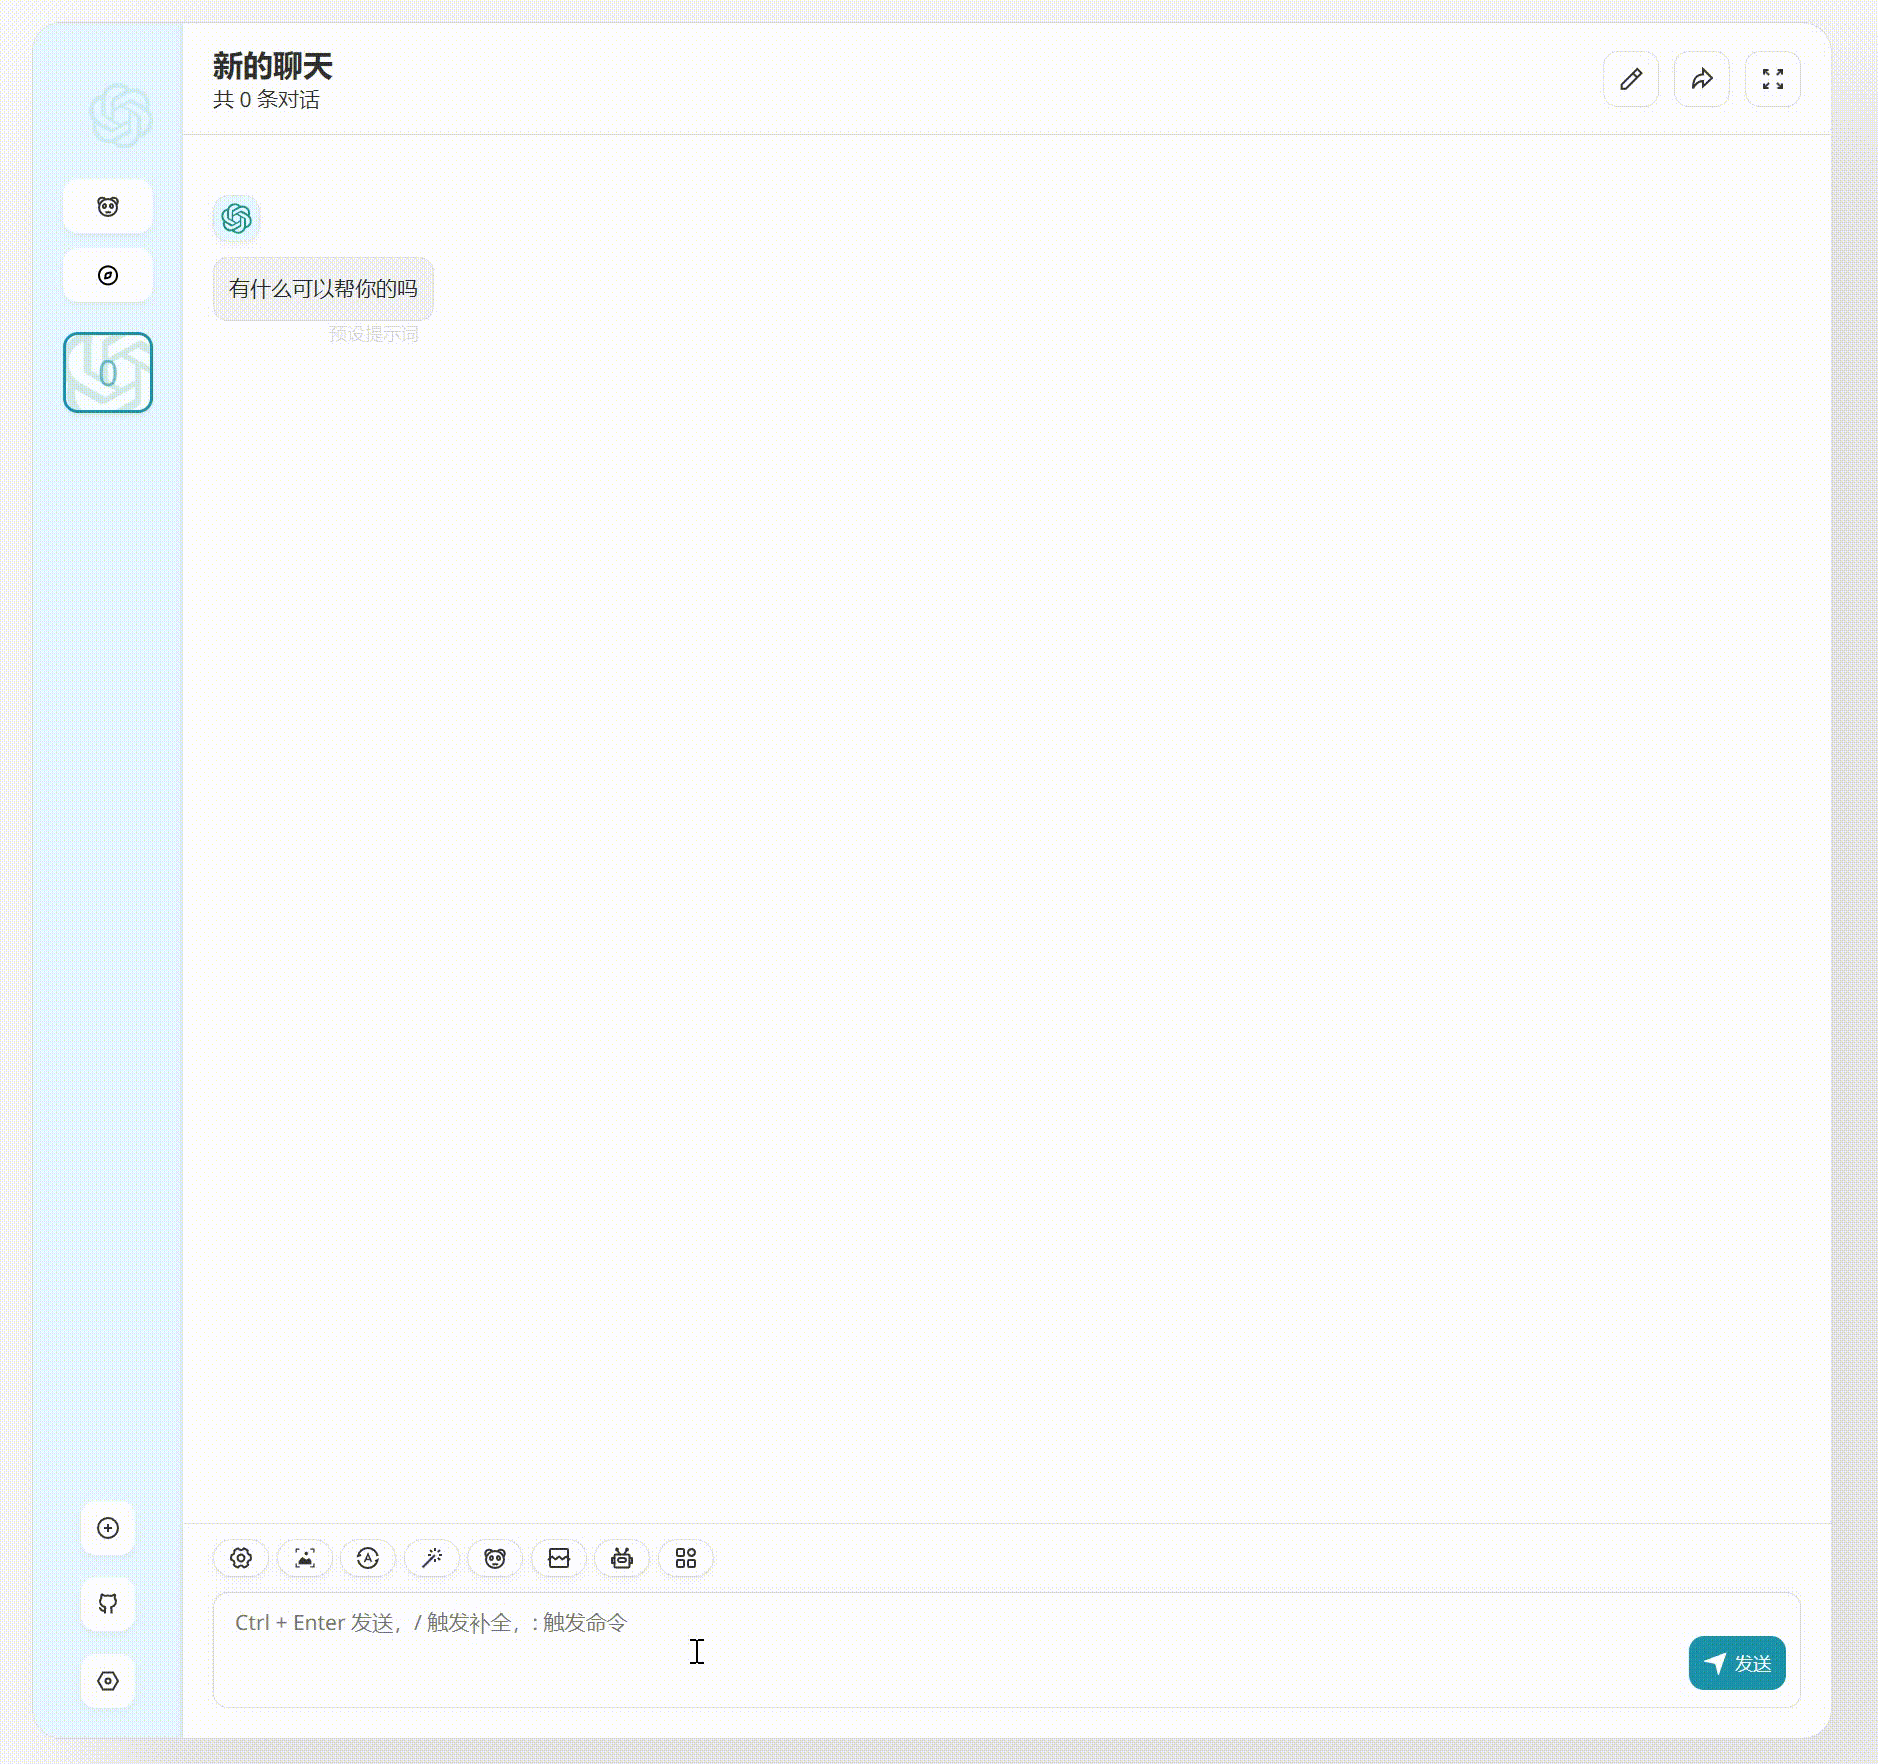 新的聊天
共 0 条对话
有什么可以帮你的吗
预设提示词
0
Ctrl + Enter 发送，/ 触发补全，: 触发命令
发送